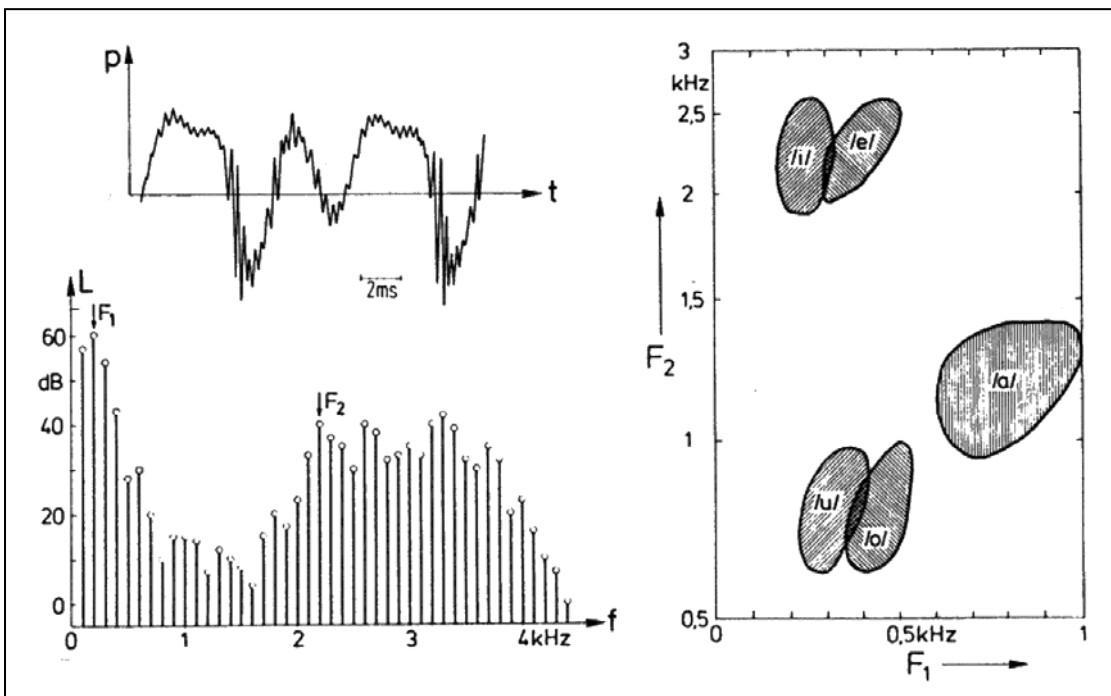 p
t
2ms
L
F₁
60
dB
40
20
0
F₂
0
1
2
3
4kHz
f
3
kHz
2,5
2
1,5
1
0,5
F₂
/i/
/e/
/a/
/u/
/o/
0
0,5kHz
1
F₁